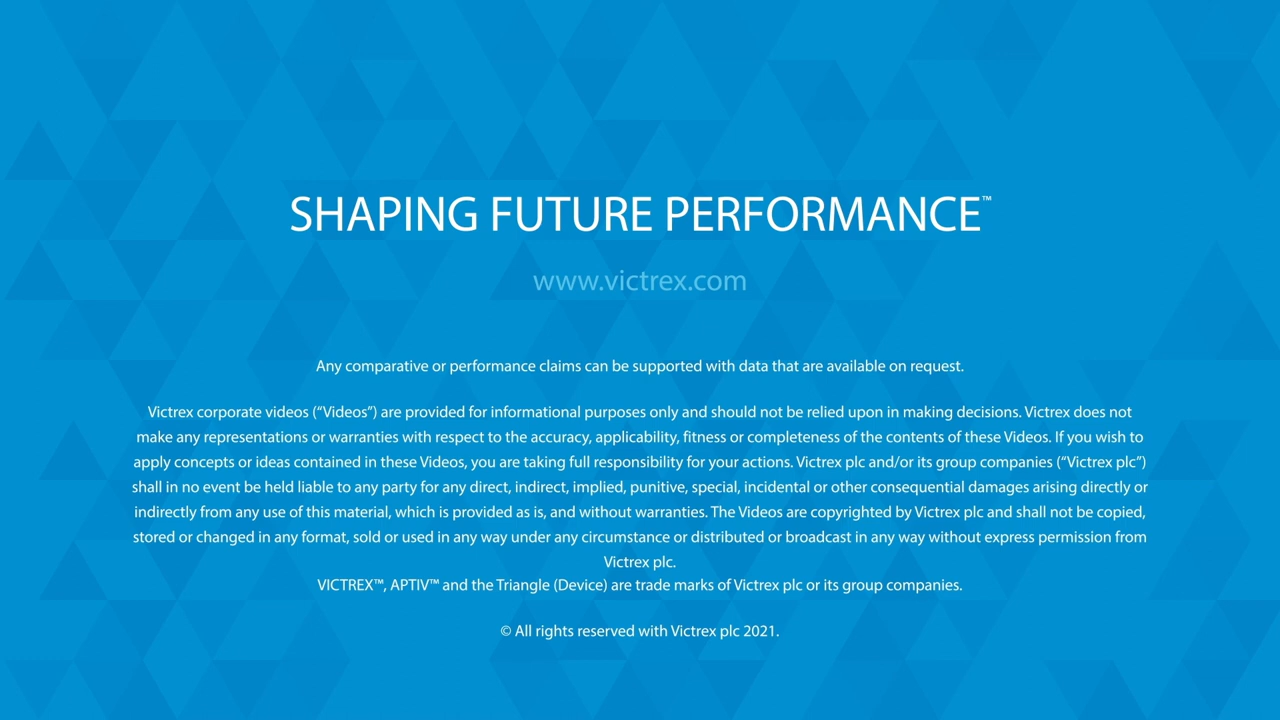 SHAPING FUTURE PERFORMANCE™
www.victrex.com
Any comparative or performance claims can be supported with data that are available on request.
Victrex corporate videos (“Videos”) are provided for informational purposes only and should not be relied upon in making decisions. Victrex does not
make any representations or warranties with respect to the accuracy, applicability, fitness or completeness of the contents of these Videos. If you wish to
apply concepts or ideas contained in these Videos, you are taking full responsibility for your actions. Victrex plc and/or its group companies (“Victrex plc”)
shall in no event be held liable to any party for any direct, indirect, implied, punitive, special, incidental or other consequential damages arising directly or
indirectly from any use of this material, which is provided as is, and without warranties. The Videos are copyrighted by Victrex plc and shall not be copied,
stored or changed in any format, sold or used in any way under any circumstance or distributed or broadcast in any way without express permission from
Victrex plc.
VICTREX™, APTIV™ and the Triangle (Device) are trade marks of Victrex plc or its group companies.
© All rights reserved with Victrex plc 2021.